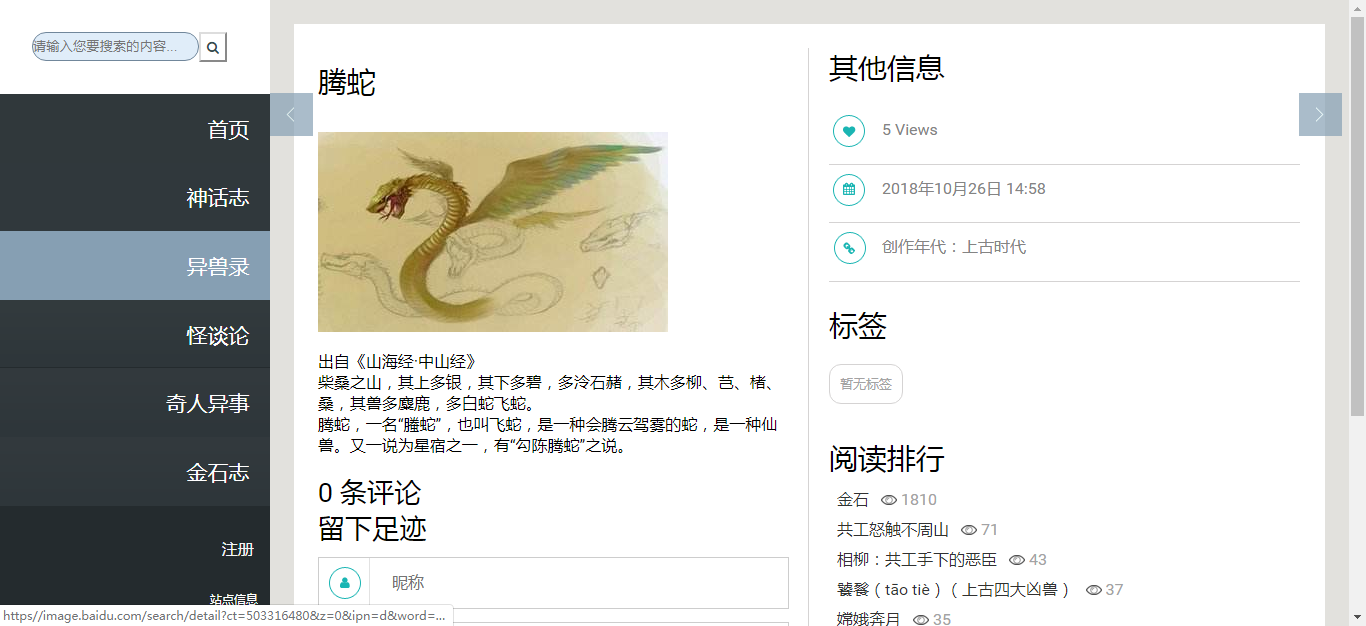 请输入您要搜索的内容...
首页
神话志
异兽录
怪谈论
奇人异事
金石志
注册
站点信息
https://image.baidu.com/search/detail?ct=503316480&z=0&ipn=d&word=...
腾蛇
出自《山海经·中山经》
柴桑之山，其上多银，其下多碧，多泠石赭，其木多柳、芑、楮、
桑，其兽多麋鹿，多白蛇飞蛇。
腾蛇，一名“螣蛇”，也叫飞蛇，是一种会腾云驾雾的蛇，是一种仙
兽。又一说为星宿之一，有“勾陈腾蛇”之说。
0 条评论
留下足迹
昵称
其他信息
5 Views
2018年10月26日 14:58
创作年代：上古时代
标签
暂无标签
阅读排行
金石 1810
共工怒触不周山 71
相柳：共工手下的恶臣 43
饕餮（tāo tiè）（上古四大凶兽） 37
嫦娥奔月 35